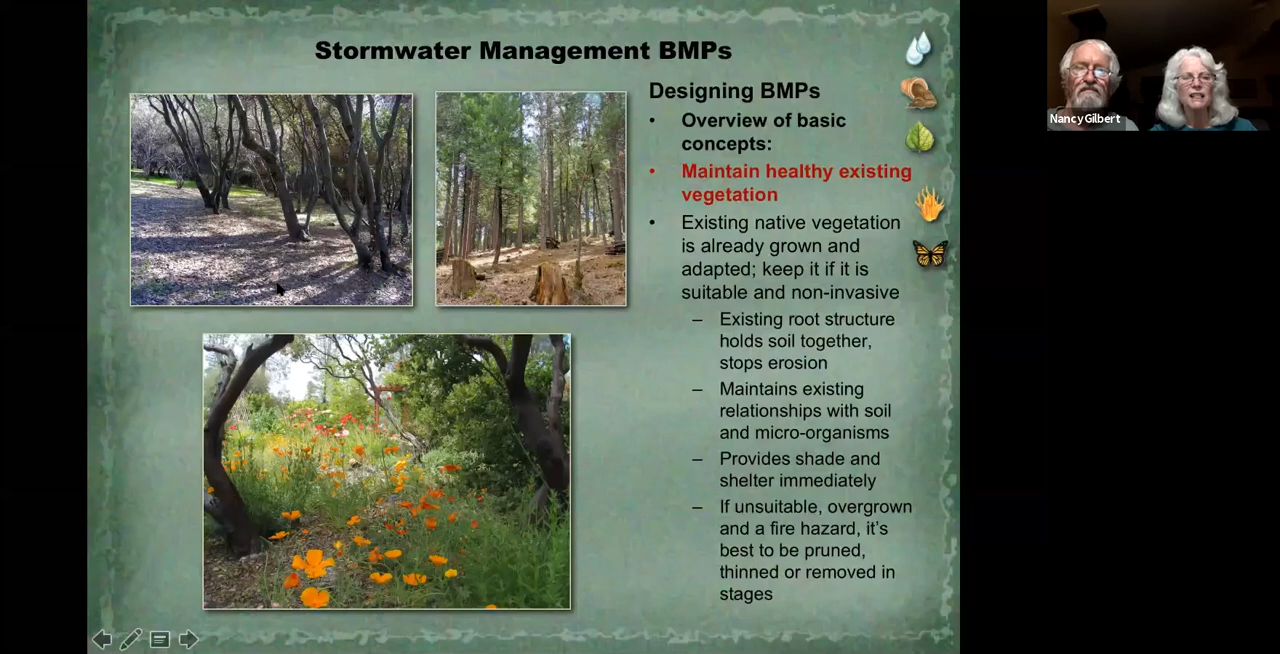 Stormwater Management BMPs
Designing BMPs
• Overview of basic
concepts:
• Maintain healthy existing
vegetation
• Existing native vegetation
is already grown and
adapted; keep it if it is
suitable and non-invasive
– Existing root structure
holds soil together,
stops erosion
– Maintains existing
relationships with soil
and micro-organisms
– Provides shade and
shelter immediately
– If unsuitable, overgrown
and a fire hazard, it’s
best to be pruned,
thinned or removed in
stages
Nancy Gilbert